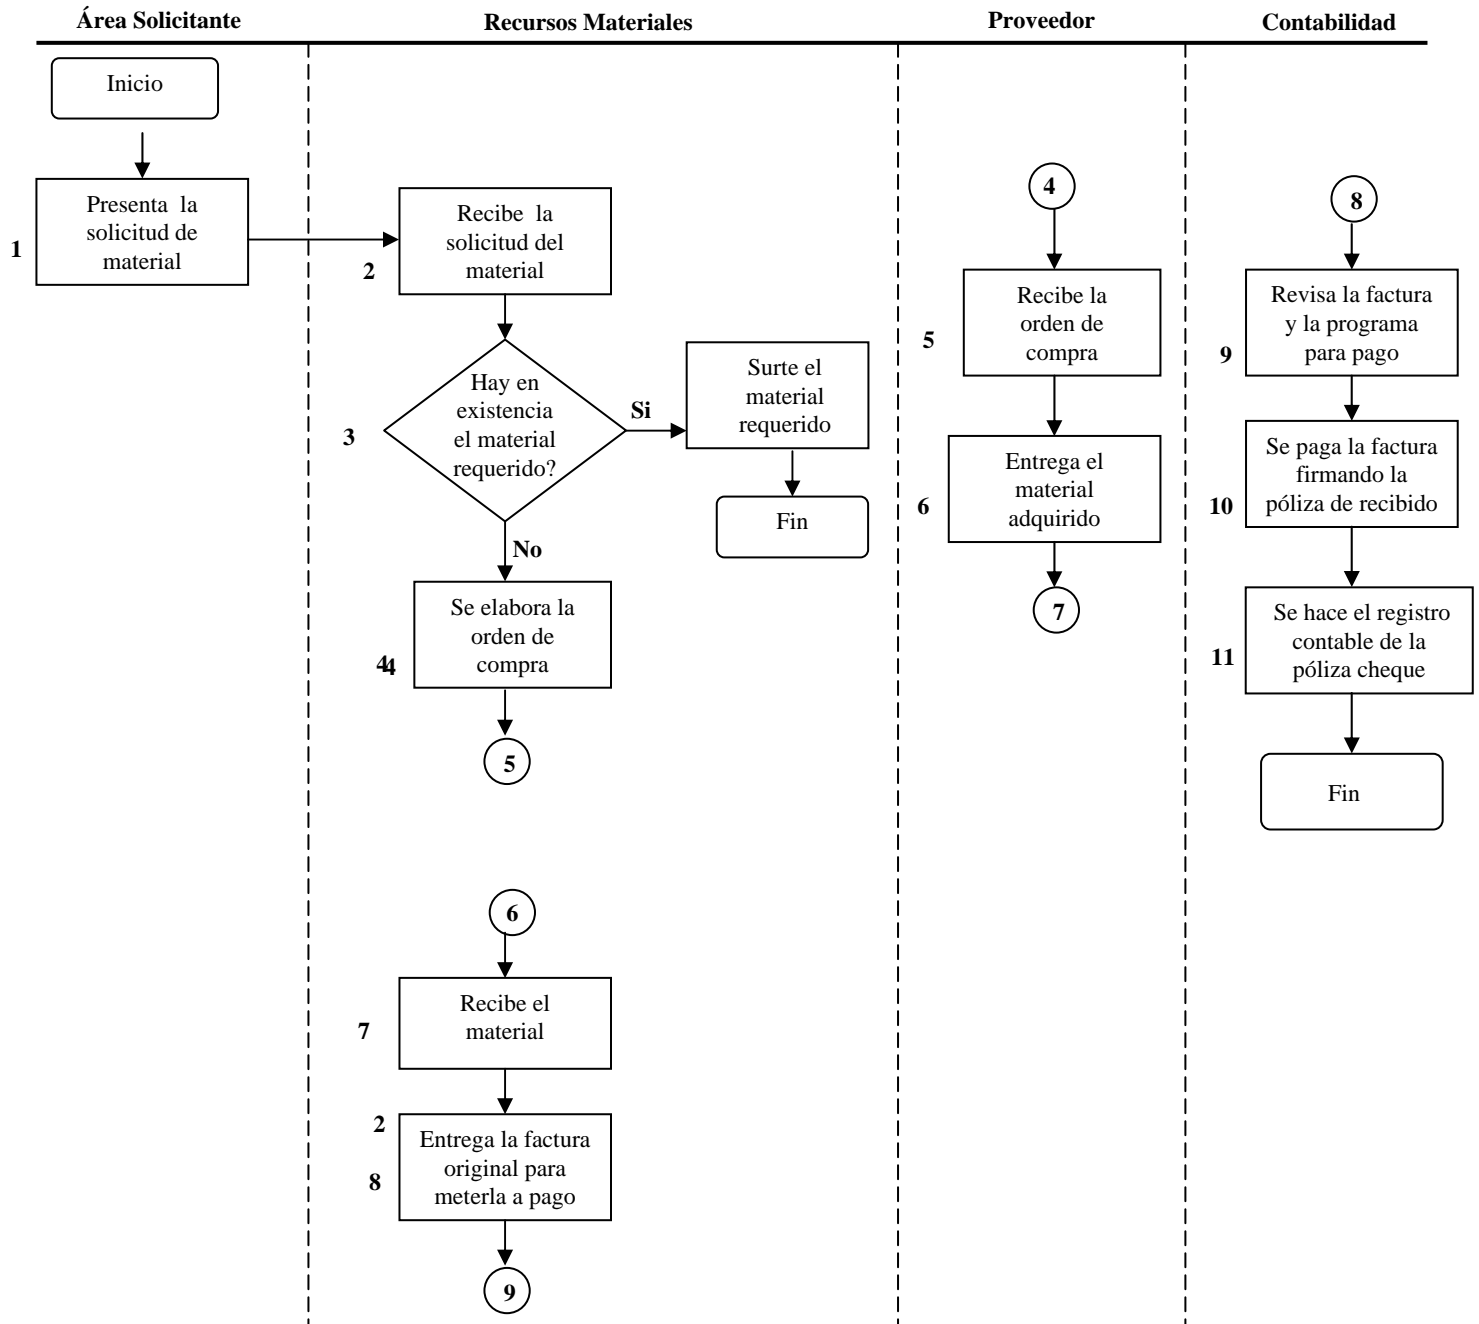 Área Solicitante
Recursos Materiales
Proveedor
Contabilidad
Inicio
1
Presenta la
solicitud de
material
2
Recibe la
solicitud del
material
3
Hay en
existencia
el material
requerido?
Si
Surte el
material
requerido
Fin
No
44
Se elabora la
orden de
compra
5
6
7
Recibe el
material
2
8
Entrega la factura
original para
meterla a pago
9
4
5
Recibe la
orden de
compra
6
Entrega el
material
adquirido
7
8
9
Revisa la factura
y la programa
para pago
10
Se paga la factura
firmando la
póliza de recibido
11
Se hace el registro
contable de la
póliza cheque
Fin